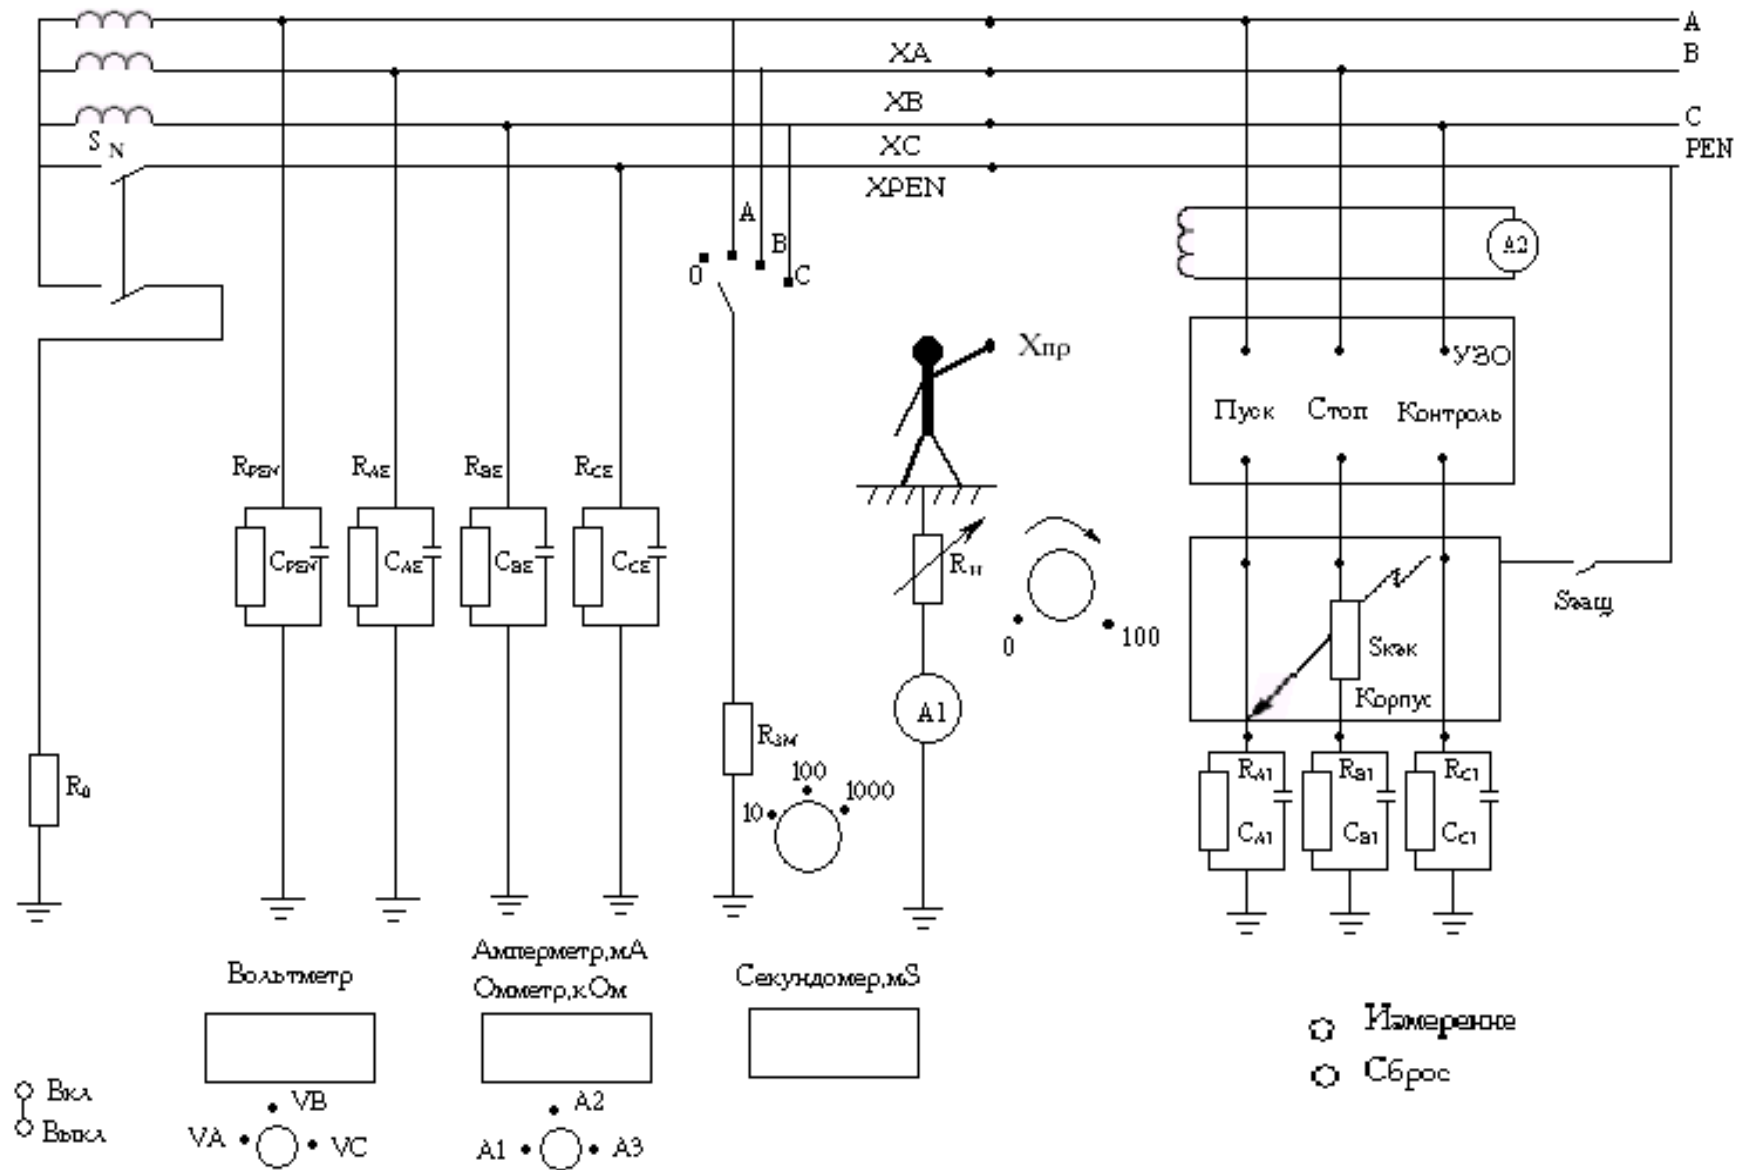 A
XA
B
XB
C
S N
XC
PEN
XPEN
A
B
0
C
A2
Xпр
УЗО
Пуск
Стоп
Контроль
RPEN
RAE
RBE
RCE
CPEN
CAE
CBE
CCE
Rн
Sзащ
0
100
Sкзк
Корпус
A1
RЗМ
R0
100
10
1000
RA1
RB1
RC1
CA1
CB1
CC1
Амперметр,мА
Вольтметр
Омметр,кОм
Секундомер,мS
Измерение
Сброс
Вкл
Выкл
VB
VA
VC
A2
A1
A3